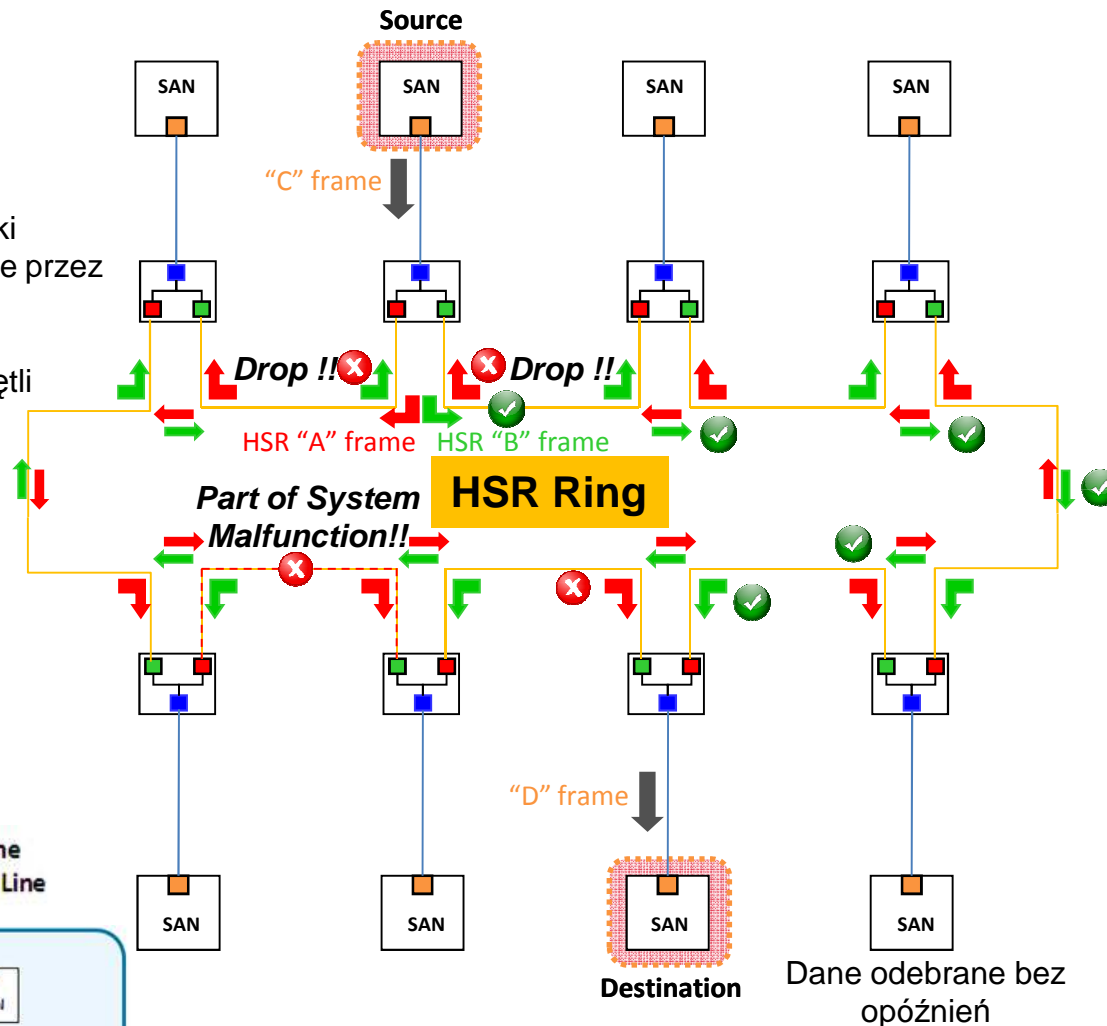 Source
SAN
SAN
SAN
SAN
"C" frame
ki
e przez
ętli
Drop !!
Drop !!
HSR "A" frame
HSR "B" frame
Part of System
Malfunction!!
HSR Ring
"D" frame
ne
Line
SAN
SAN
SAN
SAN
Destination
Dane odebrane bez
opóźnień